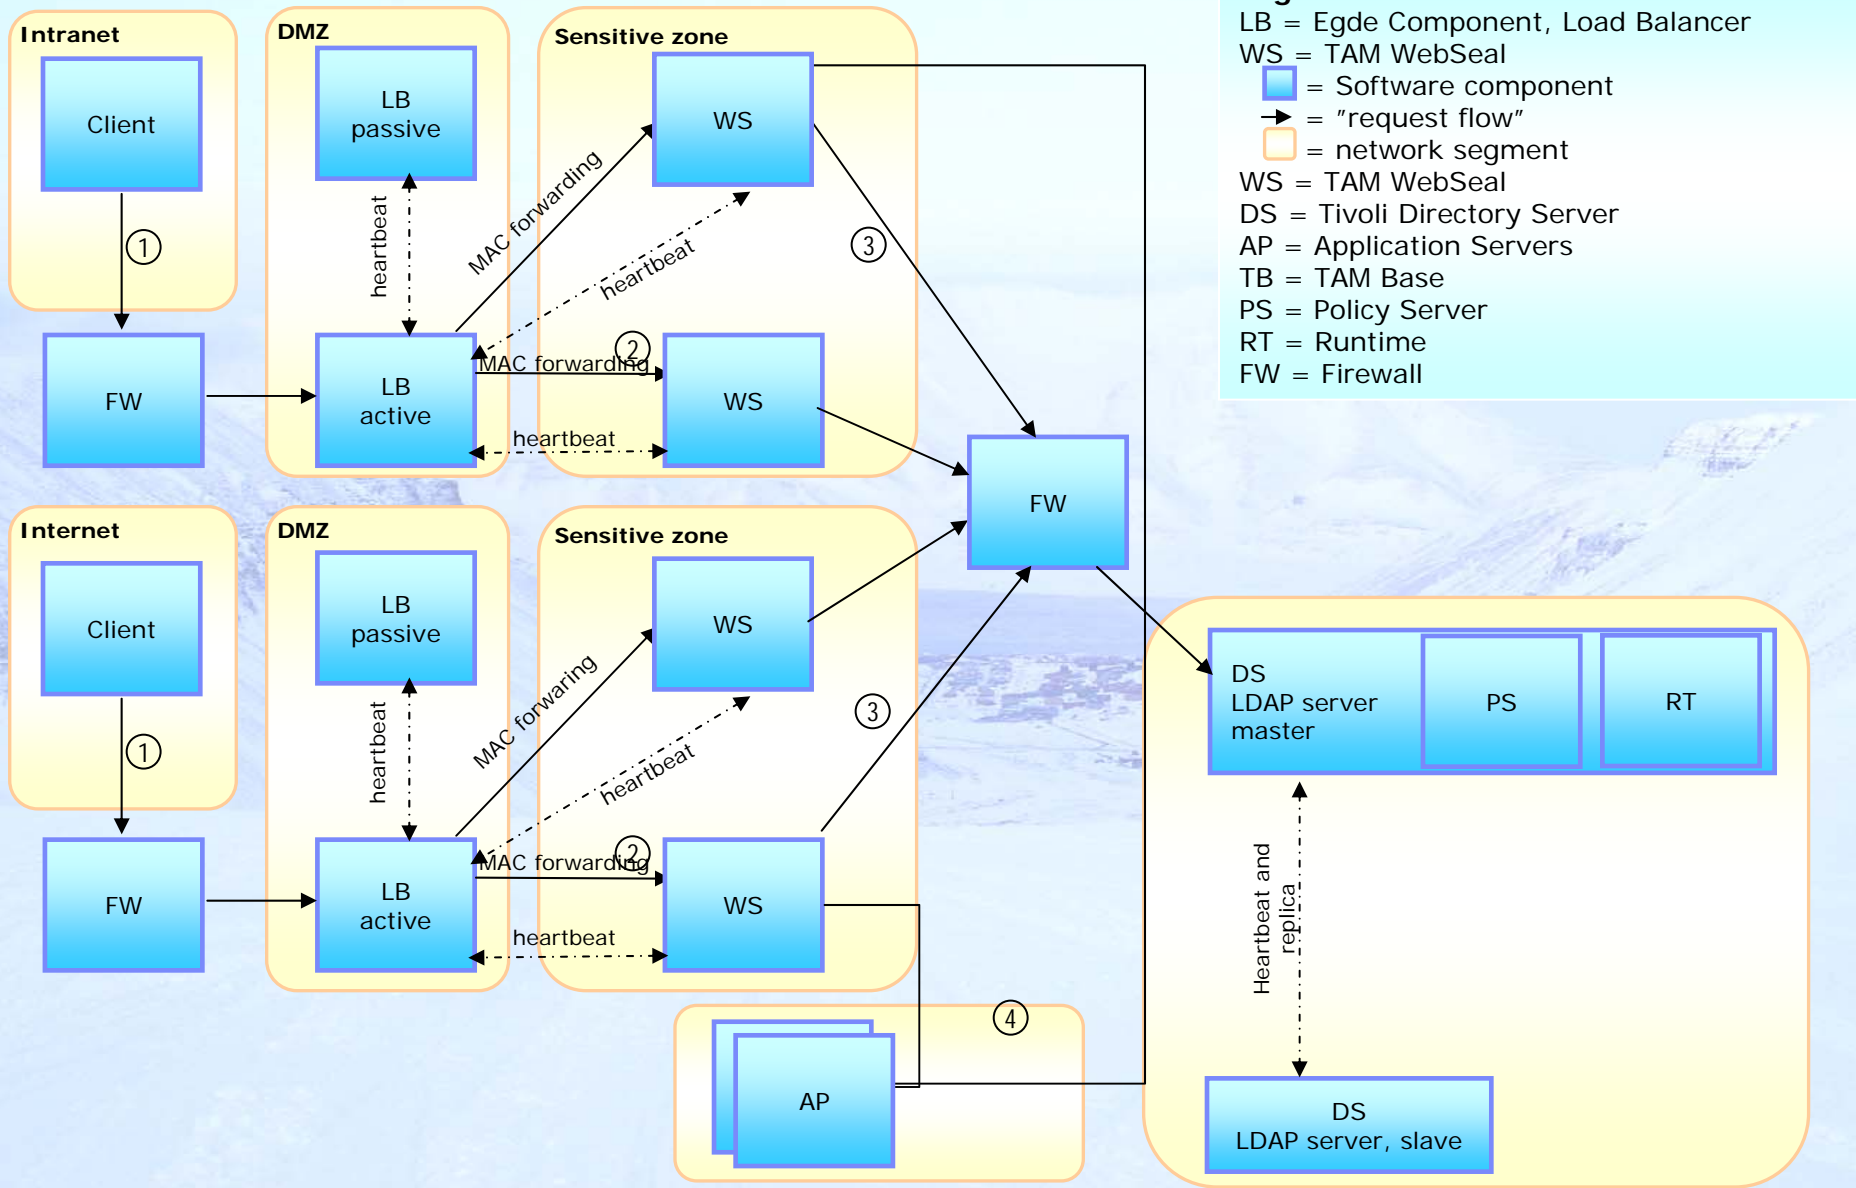 Intranet
Client
1
FW
DMZ
LB
passive
heartbeat
LB
active
MAC forwarding
heartbeat
2
MAC forwarding
heartbeat
Sensitive zone
WS
WS
3
FW
LB = Egde Component, Load Balancer
WS = TAM WebSeal
= Software component
= "request flow"
= network segment
WS = TAM WebSeal
DS = Tivoli Directory Server
AP = Application Servers
TB = TAM Base
PS = Policy Server
RT = Runtime
FW = Firewall
Internet
Client
1
FW
DMZ
LB
passive
heartbeat
LB
active
MAC forwaring
heartbeat
2
MAC forwarding
heartbeat
Sensitive zone
WS
WS
3
4
AP
DS
LDAP server
master
PS
RT
Heartbeat and
replica
DS
LDAP server, slave